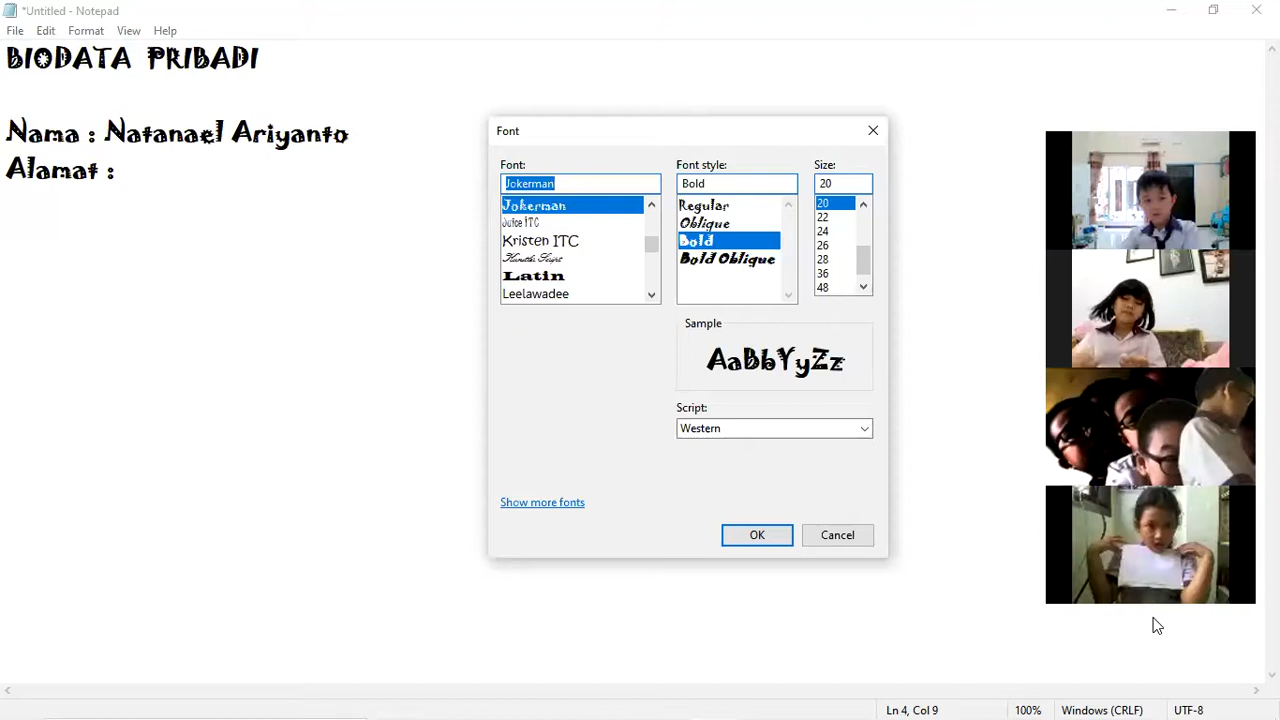 *Untitled - Notepad
File Edit Format View Help
BIODATA PRIBADI
Nama : Natanael Ariyanto
Alamat :
Font
Font: Font style: Size:
Jokerman Bold 20
Jokerman Regular 20
Juice ITC Oblique 22
Kristen ITC Bold 24
Kunstler Script Bold Oblique 26
Latin 28
Leelawadee 36
48
Sample
AaBbYyZz
Script:
Western
Show more fonts
OK Cancel
Ln 4, Col 9 100% Windows (CRLF) UTF-8